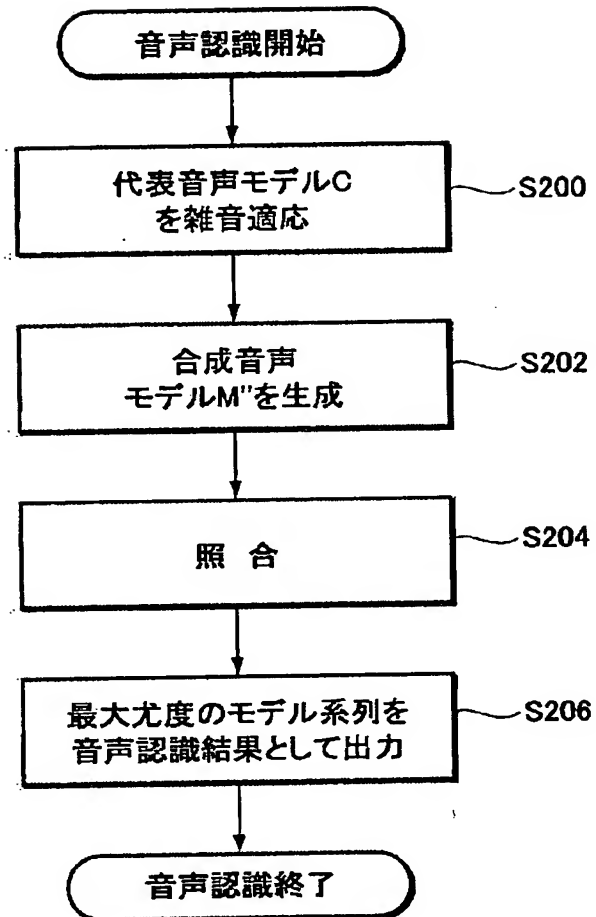 音声認識開始
代表音声モデルC
を雑音適応
S200
合成音声
モデルM"を生成
S202
照 合
S204
最大尤度のモデル系列を
音声認識結果として出力
S206
音声認識終了